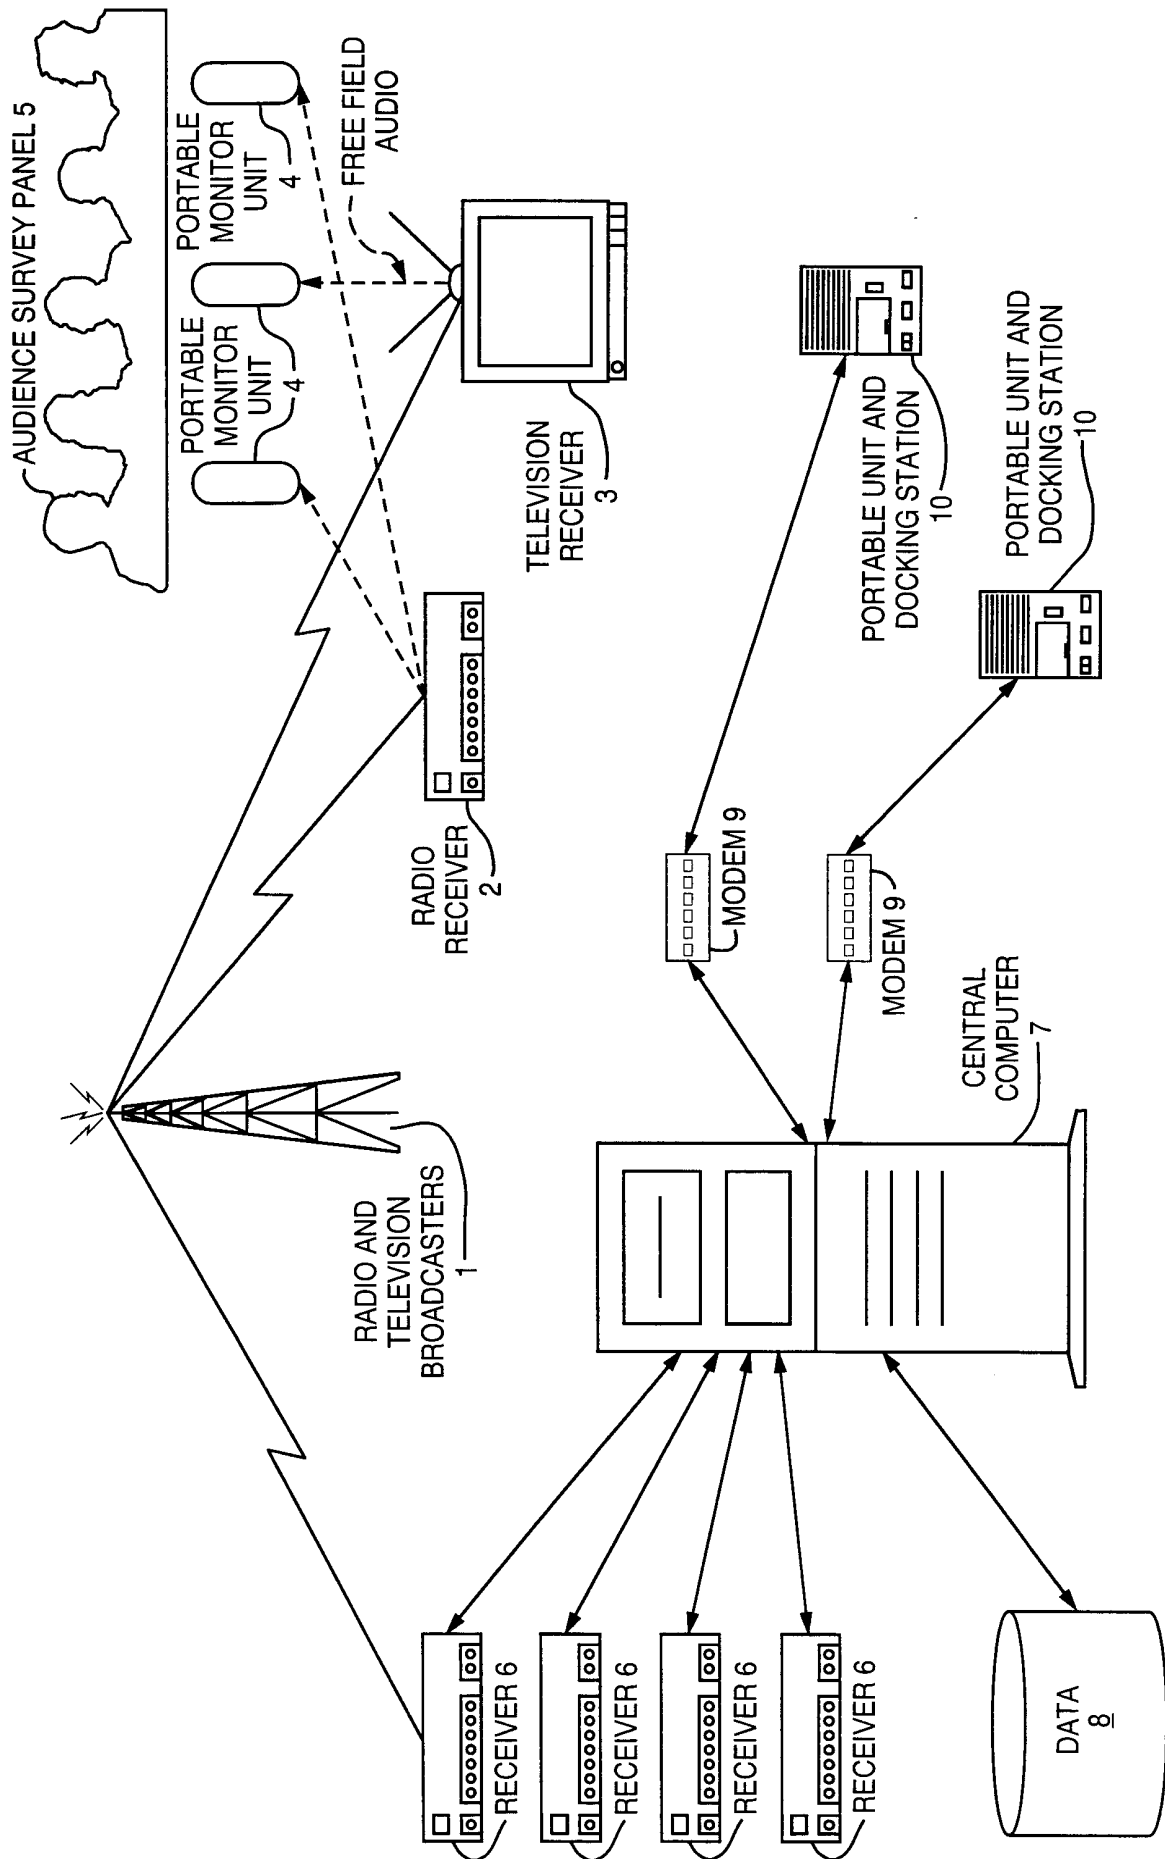 AUDIENCE SURVEY PANEL 5
PORTABLE
MONITOR
UNIT
4
PORTABLE
MONITOR
UNIT
4
FREE FIELD
AUDIO
TELEVISION
RECEIVER
3
RADIO
RECEIVER
2
RADIO AND
TELEVISION
BROADCASTERS
1
RECEIVER 6
RECEIVER 6
RECEIVER 6
RECEIVER 6
DATA
8
CENTRAL
COMPUTER
7
MODEM 9
MODEM 9
PORTABLE UNIT AND
DOCKING STATION
10
PORTABLE UNIT AND
DOCKING STATION
10